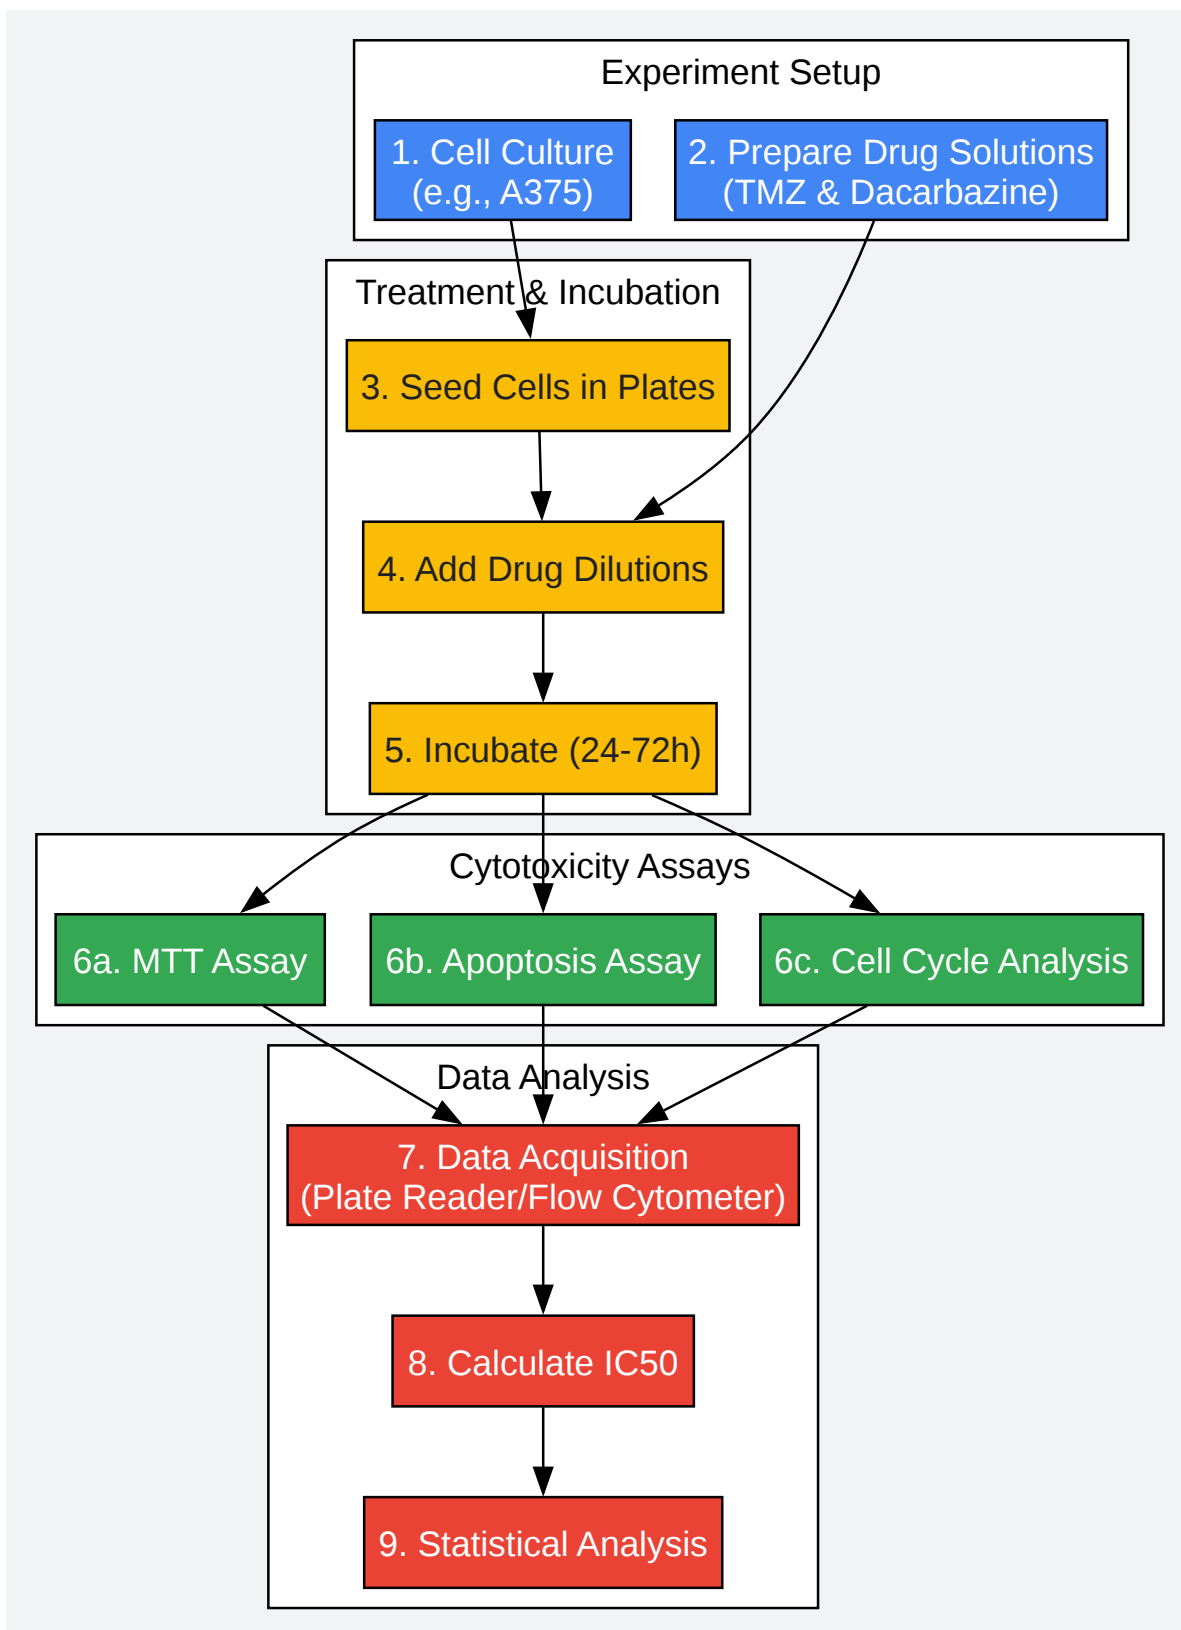 Experiment Setup
1. Cell Culture
(e.g., A375)
2. Prepare Drug Solutions
(TMZ & Dacarbazine)
Treatment & Incubation
3. Seed Cells in Plates
4. Add Drug Dilutions
5. Incubate (24-72h)
Cytotoxicity Assays
6a. MTT Assay
6b. Apoptosis Assay
6c. Cell Cycle Analysis
Data Analysis
7. Data Acquisition
(Plate Reader/Flow Cytometer)
8. Calculate IC50
9. Statistical Analysis